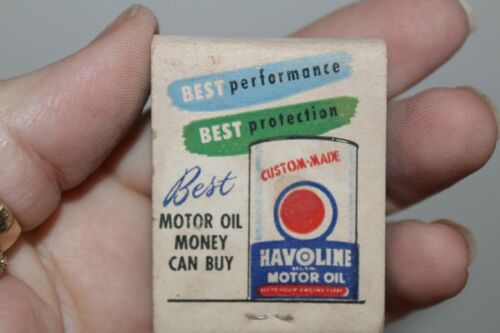 BEST performance
BEST protection
Best
MOTOR OIL
MONEY
CAN BUY
CUSTOM-MADE
HAVOLINE
MOTOR OIL